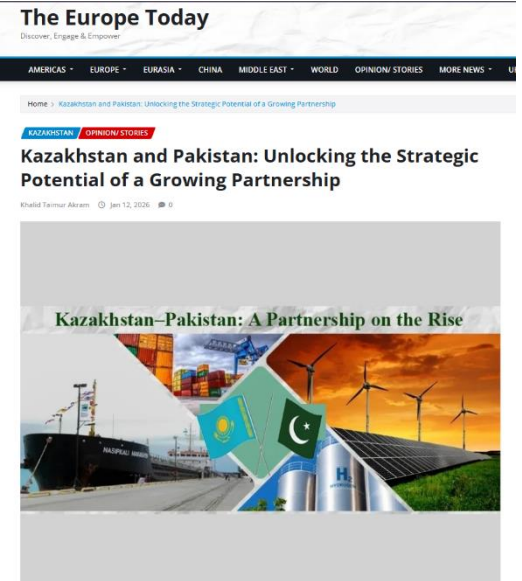 The Europe Today
Discover, Engage & Empower
AMERICAS EUROPE EURASIA CHINA MIDDLE EAST WORLD OPINION/ STORIES MORE NEWS
Home > Kazakhstan and Pakistan: Unlocking the Strategic Potential of a Growing Partnership
KAZAKHSTAN OPINION/ STORIES
Kazakhstan and Pakistan: Unlocking the Strategic
Potential of a Growing Partnership
Khalid Taimur Akram Jan 12, 2026 0
Kazakhstan–Pakistan: A Partnership on the Rise
H₂
HYDROGEN